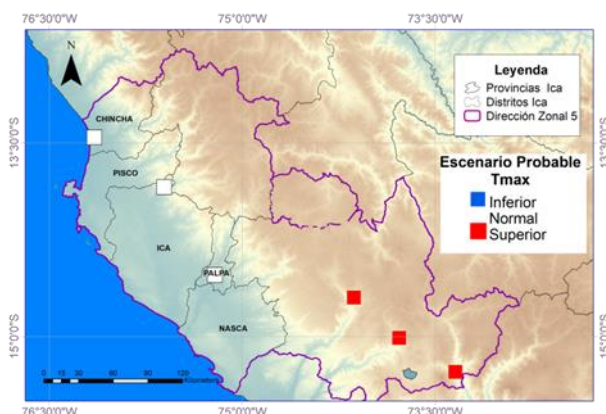 76°30'0"O 75°0'0"O 73°30'0"O
N
Leyenda
Provincias Ica
Distritos Ica
Dirección Zonal 5
CHINCHA
13°30'0"S 13°30'0"S
PISCO
Escenario Probable
Tmax
Inferior
Normal
Superior
ICA
PALPA
NASCA
15°0'0"S 15°0'0"S
0 15 30 60 90 120
Kilometers
76°30'0"O 75°0'0"O 73°30'0"O